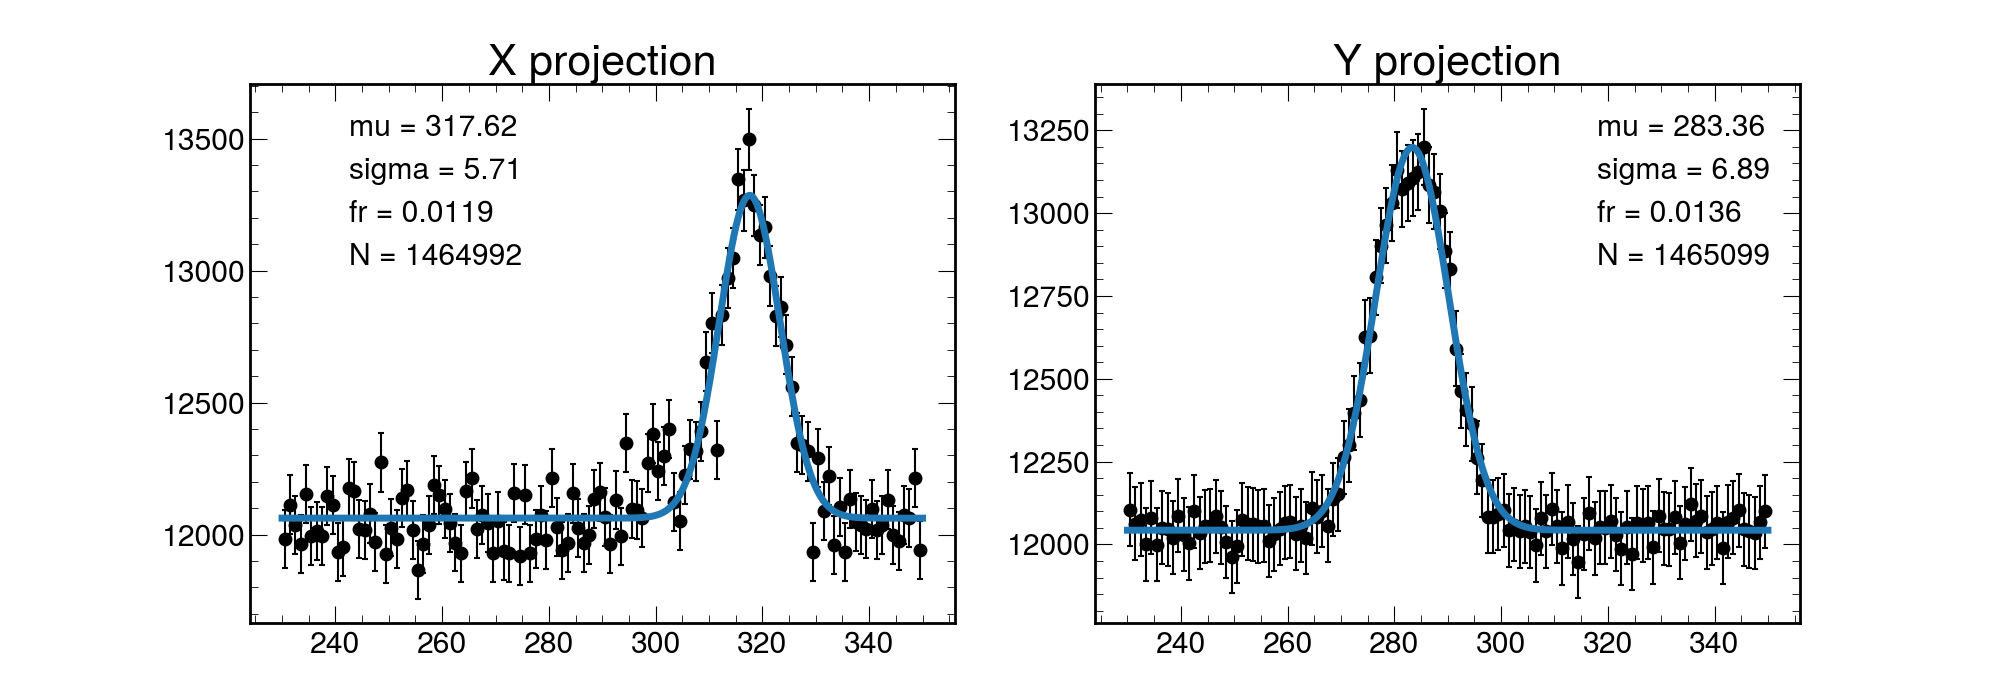 X projection
mu = 317.62
sigma = 5.71
fr = 0.0119
N = 1464992
13500
13000
12500
12000
240 260 280 300 320 340
Y projection
mu = 283.36
sigma = 6.89
fr = 0.0136
N = 1465099
13250
13000
12750
12500
12250
12000
240 260 280 300 320 340